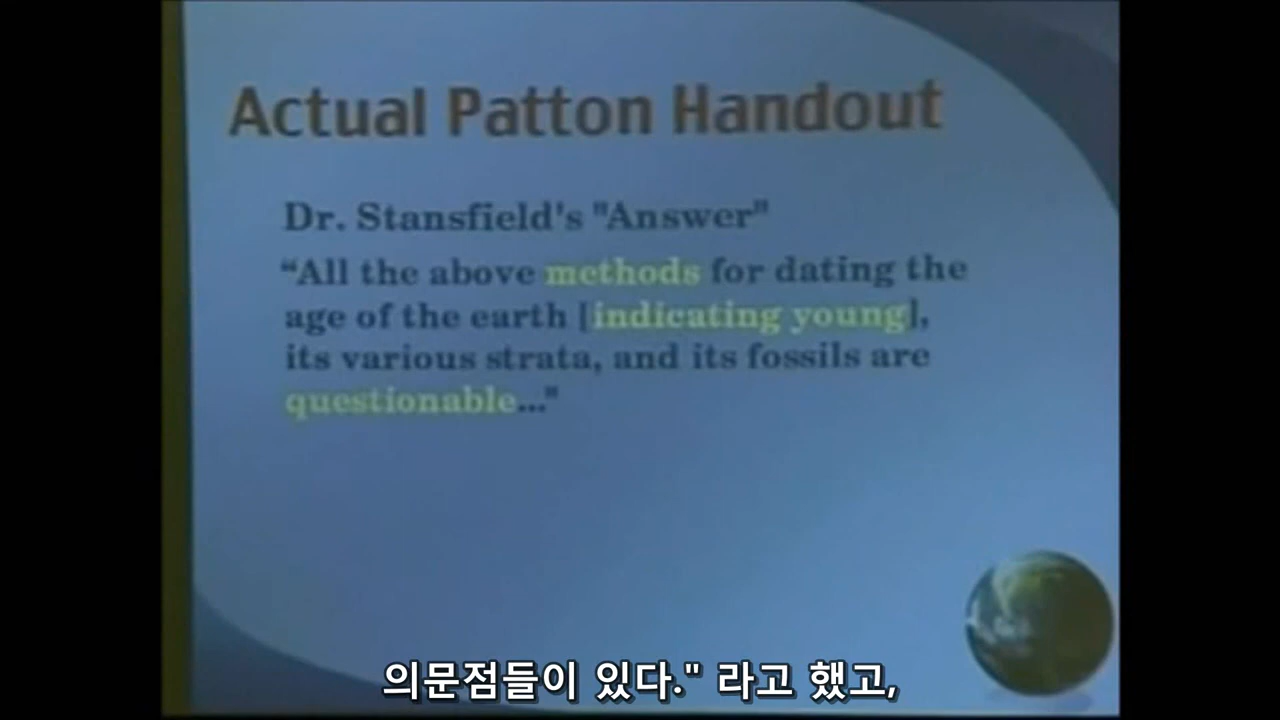 Actual Patton Handout
Dr. Stansfield's "Answer"
“All the above methods for dating the
age of the earth [indicating young],
its various strata, and its fossils are
questionable..."
의문점들이 있다." 라고 했고,